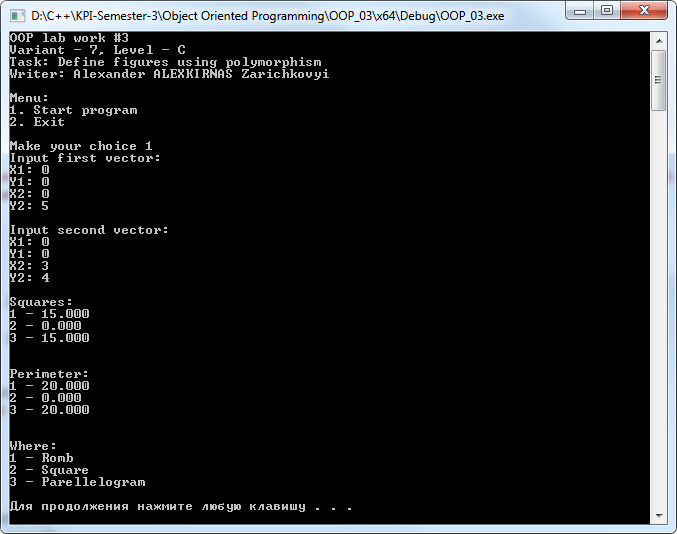 D:\C++\KPI-Semester-3\Object Oriented Programming\OOP_03\x64\Debug\OOP_03.exe
OOP lab work #3
Variant - 7, Level - C
Task: Define figures using polymorphism
Writer: Alexander ALEXKIRNAS Zarichkovyi
Menu:
1. Start program
2. Exit
Make your choice 1
Input first vector:
X1: 0
Y1: 0
X2: 0
Y2: 5
Input second vector:
X1: 0
Y1: 0
X2: 3
Y2: 4
Squares:
1 - 15.000
2 - 0.000
3 - 15.000
Perimeter:
1 - 20.000
2 - 0.000
3 - 20.000
Where:
1 - Romb
2 - Square
3 - Parellelogram
Для продолжения нажмите любую клавишу . . .